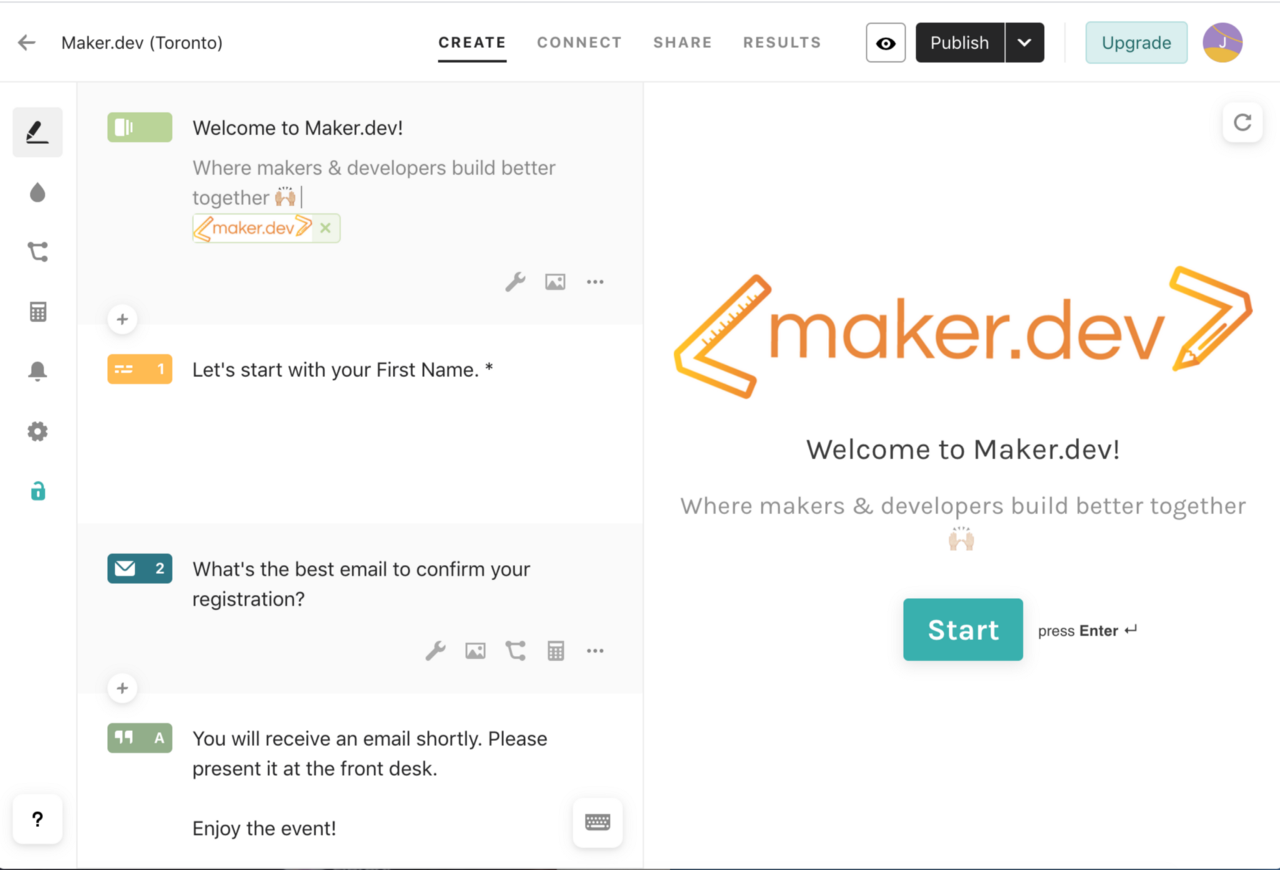 Maker.dev (Toronto)
CREATE
CONNECT
SHARE
RESULTS
Publish
Upgrade
J
Welcome to Maker.dev!
Where makers & developers build better
together 🙌🏼
maker.dev
1
Let's start with your First Name. *
2
What's the best email to confirm your
registration?
A
You will receive an email shortly. Please
present it at the front desk.
Enjoy the event!
?
<maker.dev>
Welcome to Maker.dev!
Where makers & developers build better together
🙌🏼
Start
press Enter ↵